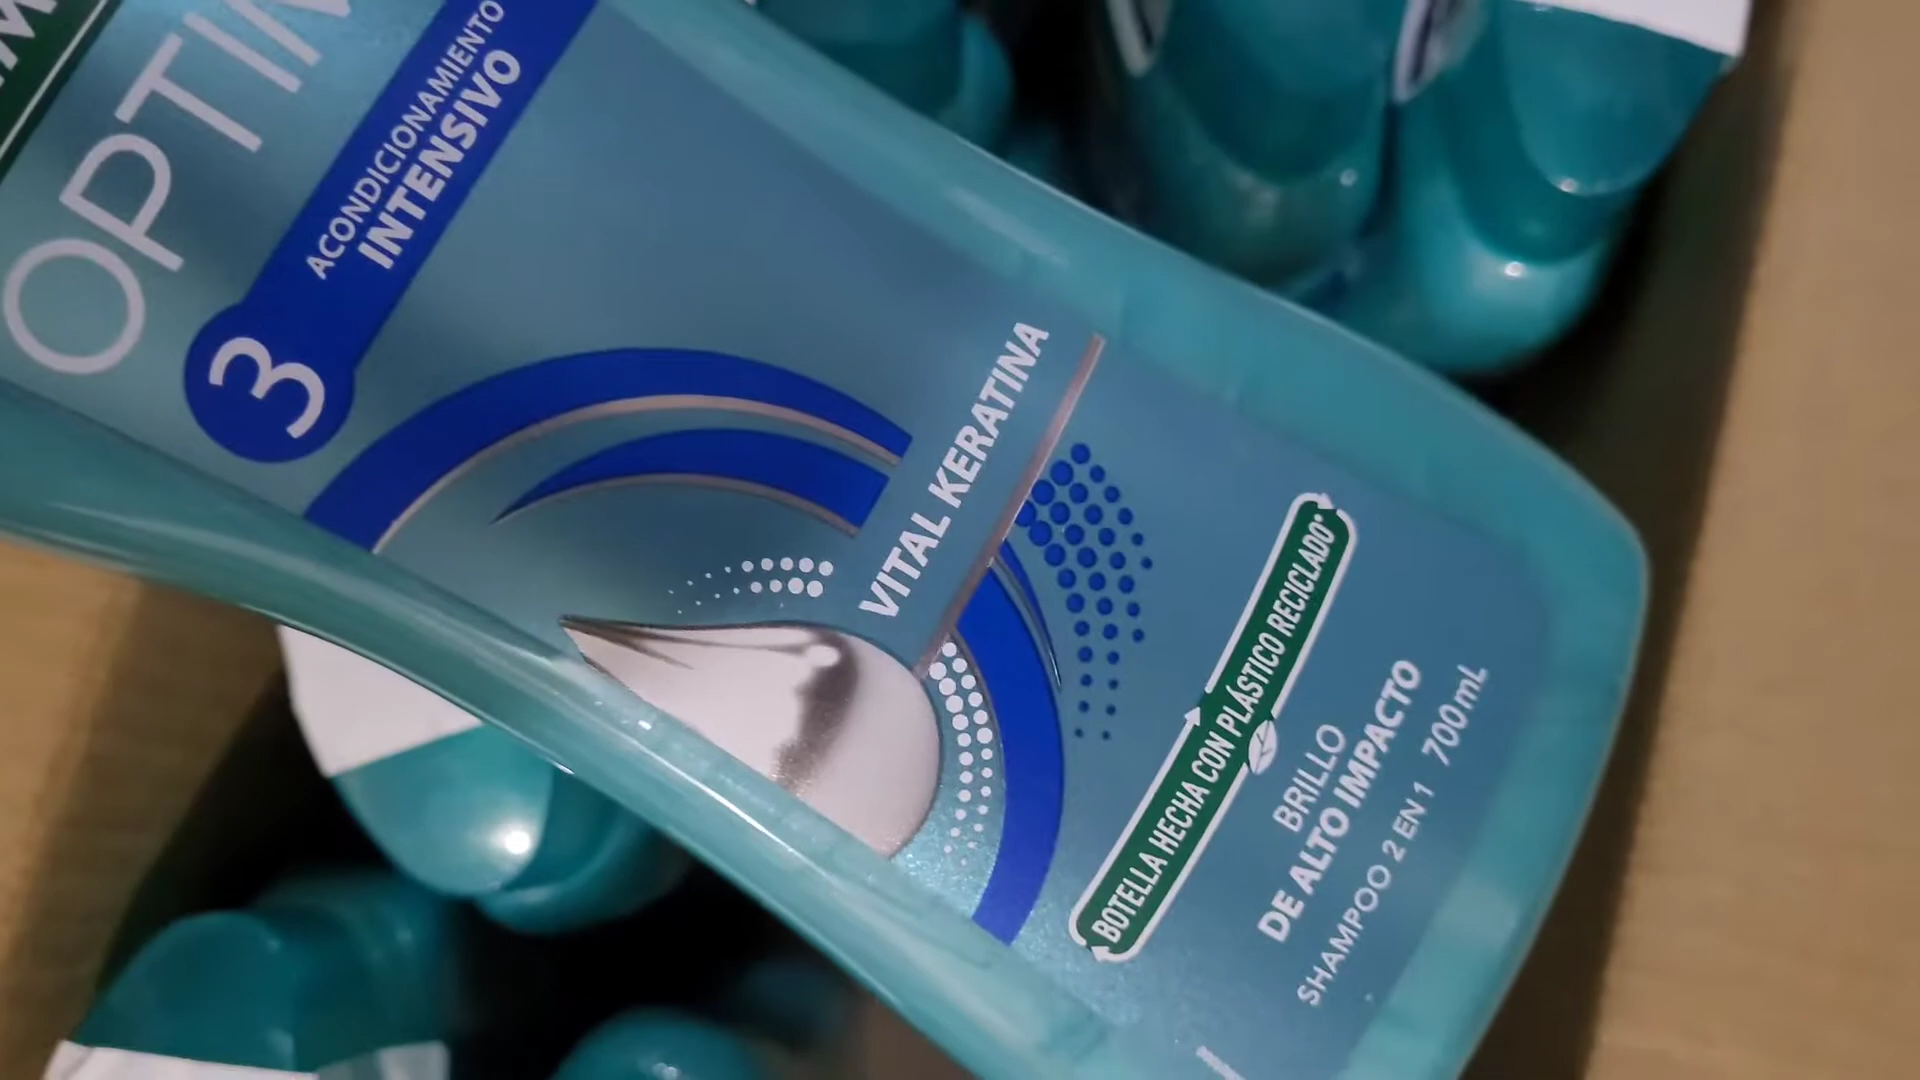 3
ACONDICIONAMIENTO
INTENSIVO
VITAL KERATINA
BOTELLA HECHA CON PLÁSTICO RECICLADO*
BRILLO
DE ALTO IMPACTO
SHAMPOO 2 EN 1 700mL